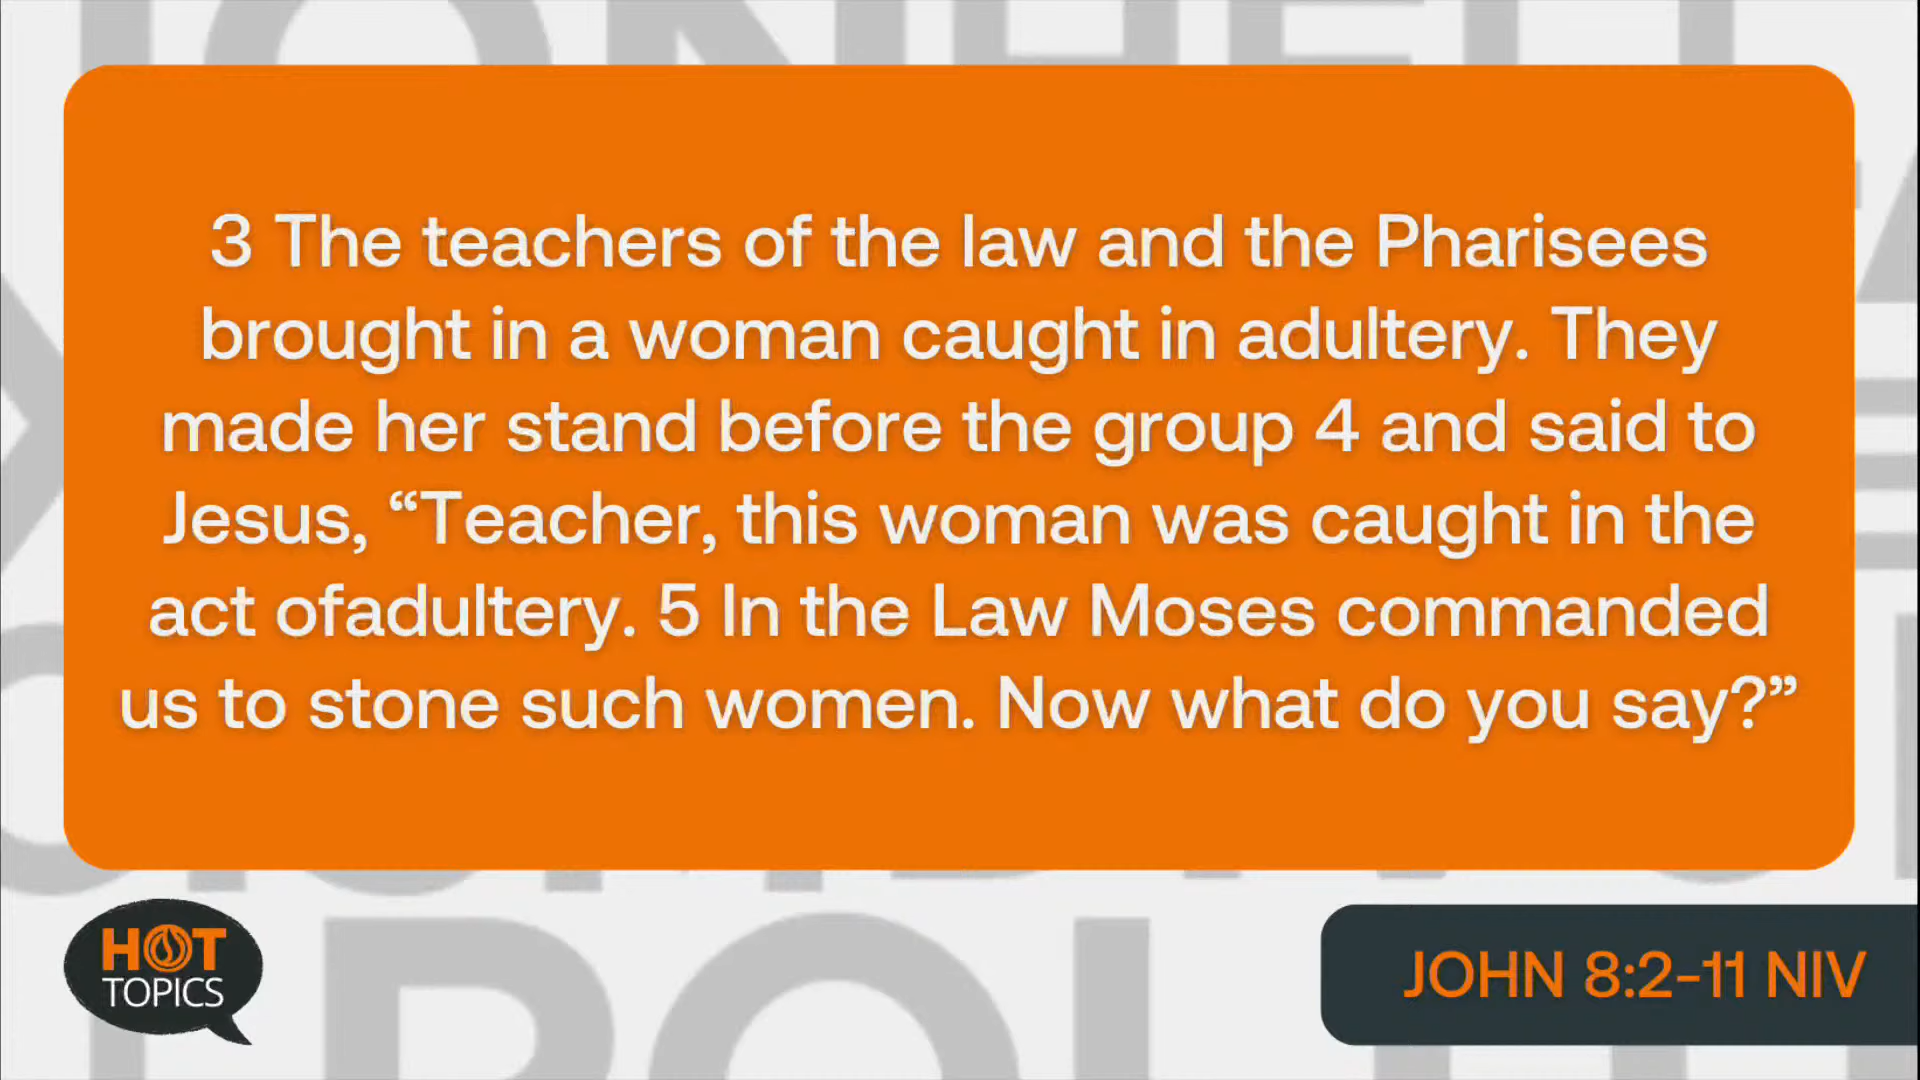 3 The teachers of the law and the Pharisees
brought in a woman caught in adultery. They
made her stand before the group 4 and said to
Jesus, “Teacher, this woman was caught in the
act ofadultery. 5 In the Law Moses commanded
us to stone such women. Now what do you say?”
HOT
TOPICS
JOHN 8:2-11 NIV